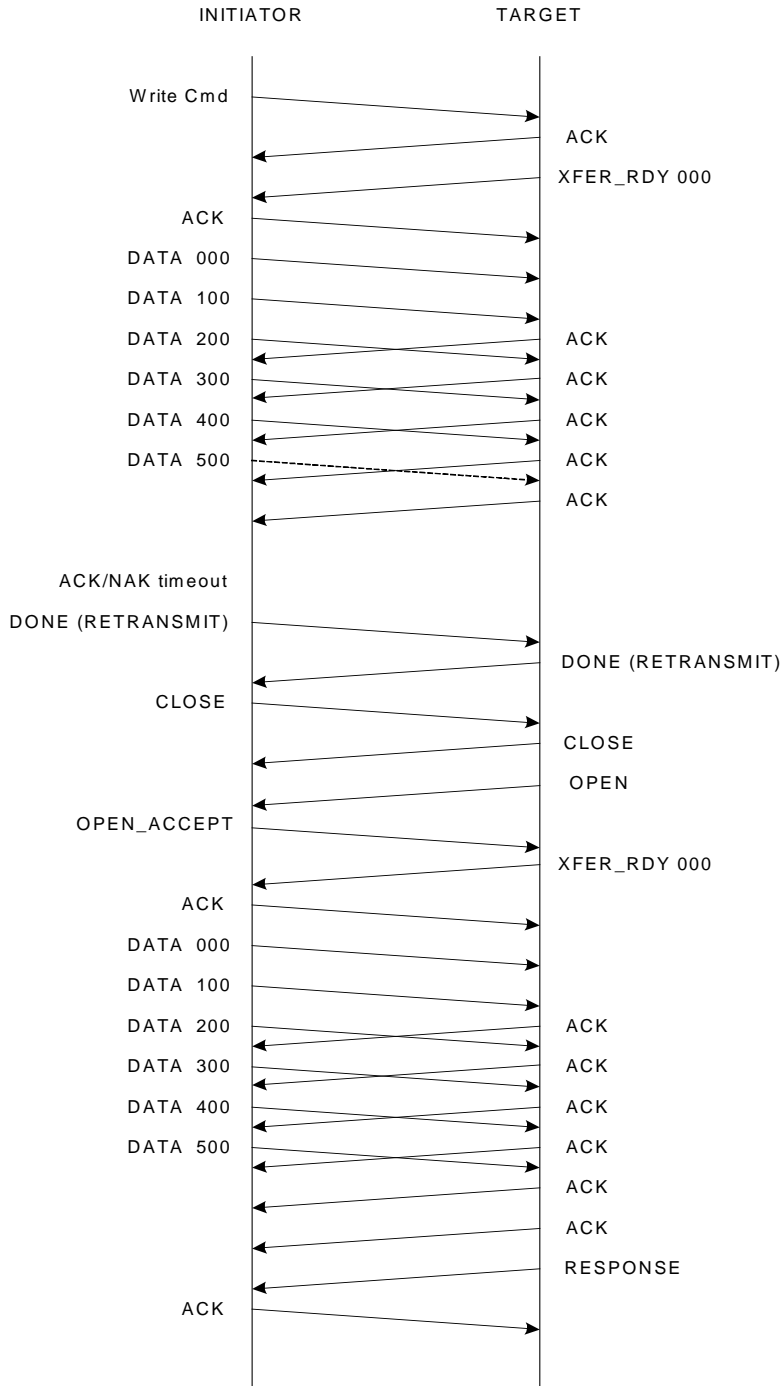 INITIATOR TARGET
Write Cmd
ACK
XFER_RDY 000
ACK
DATA 000
DATA 100
DATA 200 ACK
DATA 300 ACK
DATA 400 ACK
DATA 500 ACK
ACK
ACK/NAK timeout
DONE (RETRANSMIT)
DONE (RETRANSMIT)
CLOSE
CLOSE
OPEN
OPEN_ACCEPT
XFER_RDY 000
ACK
DATA 000
DATA 100
DATA 200 ACK
DATA 300 ACK
DATA 400 ACK
DATA 500 ACK
ACK
ACK
RESPONSE
ACK